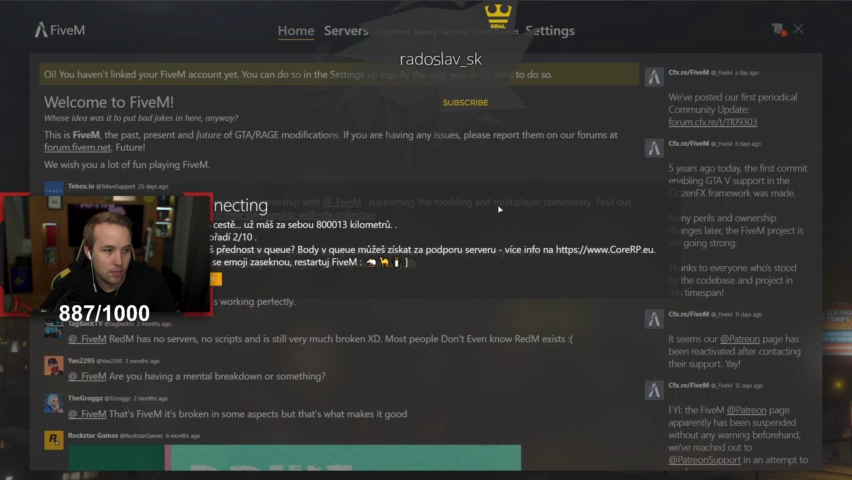 FiveM
Home
Servers
Settings
KRAL
radoslav_sk
SUBSCRIBE
Oi! You haven't linked your FiveM account yet. You can do so in the Settings up top. By the way, you don't to do so.
Welcome to FiveM!
Whose idea was it to put bad jokes in here, anyway?
This is FiveM, the past, present and future of GTA/RAGE modifications. If you are having any issues, please report them on our forums at
forum.fivem.net. Future!
We wish you a lot of fun playing FiveM.
Tebex.io @TebexSupport 25 days ago
with @_FiveM, supporting the modding and multiplayer community. Find out
necting
cestě... už máš za sebou 800013 kilometrů. .
ořadí 2/10 .
š přednost v queue? Body v queue můžeš získat za podporu serveru - více info na https://www.CoreRP.eu.
se emoji zaseknou, restartuj FiveM :
887/1000
s working perfectly.
TagbackTV @tagbacktv 2 months ago
@_FiveM RedM has no servers, no scripts and is still very much broken XD. Most people Don't Even know RedM exists :(
Yan2295 @Yan2295 2 months ago
@_FiveM Are you having a mental breakdown or something?
TheGroggz @TGroggz 2 months ago
@_FiveM That's FiveM it's broken in some aspects but that's what makes it good
Rockstar Games @RockstarGames 6 months ago
Cfx.re/FiveM @_FiveM a day ago
We've posted our first periodical
Community Update:
forum.cfx.re/t/1109303
Cfx.re/FiveM @_FiveM 6 days ago
5 years ago today, the first commit
enabling GTA V support in the
CitizenFX framework was made.
Many perils and ownership
changes later, the FiveM project is
still going strong.
Thanks to everyone who's stood
by the codebase and project in
this timespan!
Cfx.re/FiveM @_FiveM 11 days ago
It seems our @Patreon page has
been reactivated after contacting
their support. Yay!
Cfx.re/FiveM @_FiveM 12 days ago
FYI: the FiveM @Patreon page
apparently has been suspended
without any warning beforehand,
we've reached out to
@PatreonSupport in an attempt to